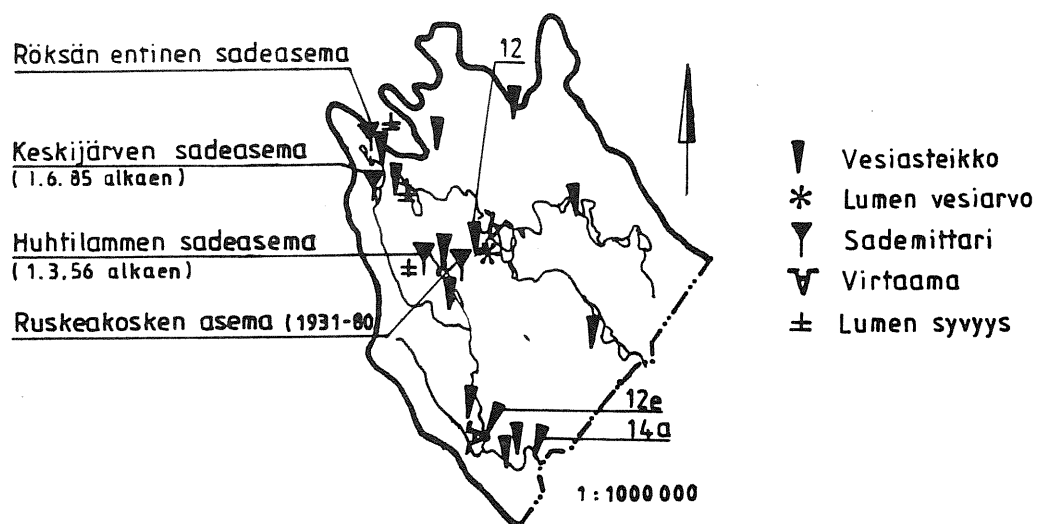 Röksän entinen sadeasema
12
Keskijärven sadeasema
(1.6.85 alkaen)
Huhtilammen sadeasema
(1.3.56 alkaen)
Ruskeakosken asema (1931-80)
12e
14a
1:1000 000
Vesiasteikko
Lumen vesiarvo
Sademittari
Virtaama
Lumen syvyys